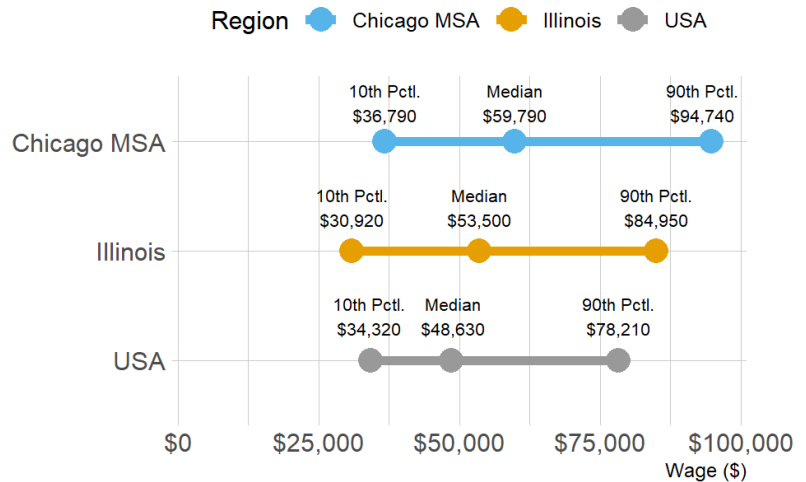 Region Chicago MSA Illinois USA
10th Pctl. Median 90th Pctl.
$36,790 $59,790 $94,740
Chicago MSA
10th Pctl. Median 90th Pctl.
$30,920 $53,500 $84,950
Illinois
10th Pctl. Median 90th Pctl.
$34,320 $48,630 $78,210
USA
$0 $25,000 $50,000 $75,000 $100,000
Wage ($)